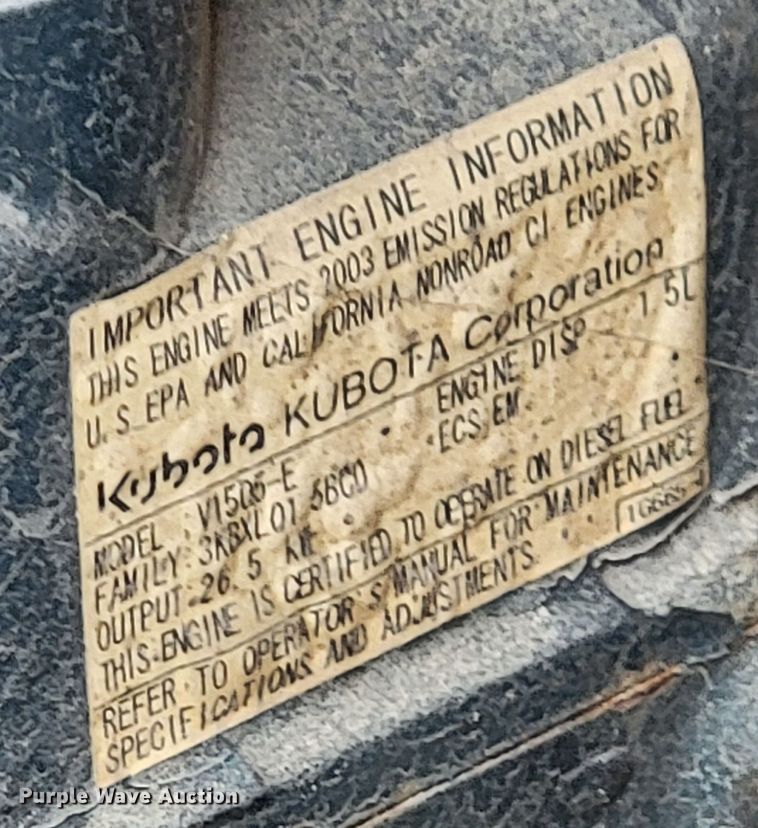 IMPORTANT ENGINE INFORMATION
THIS ENGINE MEETS 2003 EMISSION REGULATIONS FOR
U.S EPA AND CALIFORNIA NONROAD CI ENGINES
Kubota KUBOTA Corporation
MODEL : V1505-E ENGINE DISP 1.5L
FAMILY: 3KBXL01.5BCD ECS:EM
OUTPUT:26.5 KW
THIS ENGINE IS CERTIFIED TO OPERATE ON DIESEL FUEL
REFER TO OPERATOR'S MANUAL FOR MAINTENANCE
SPECIFICATIONS AND ADJUSTMENTS.
Purple Wave Auction